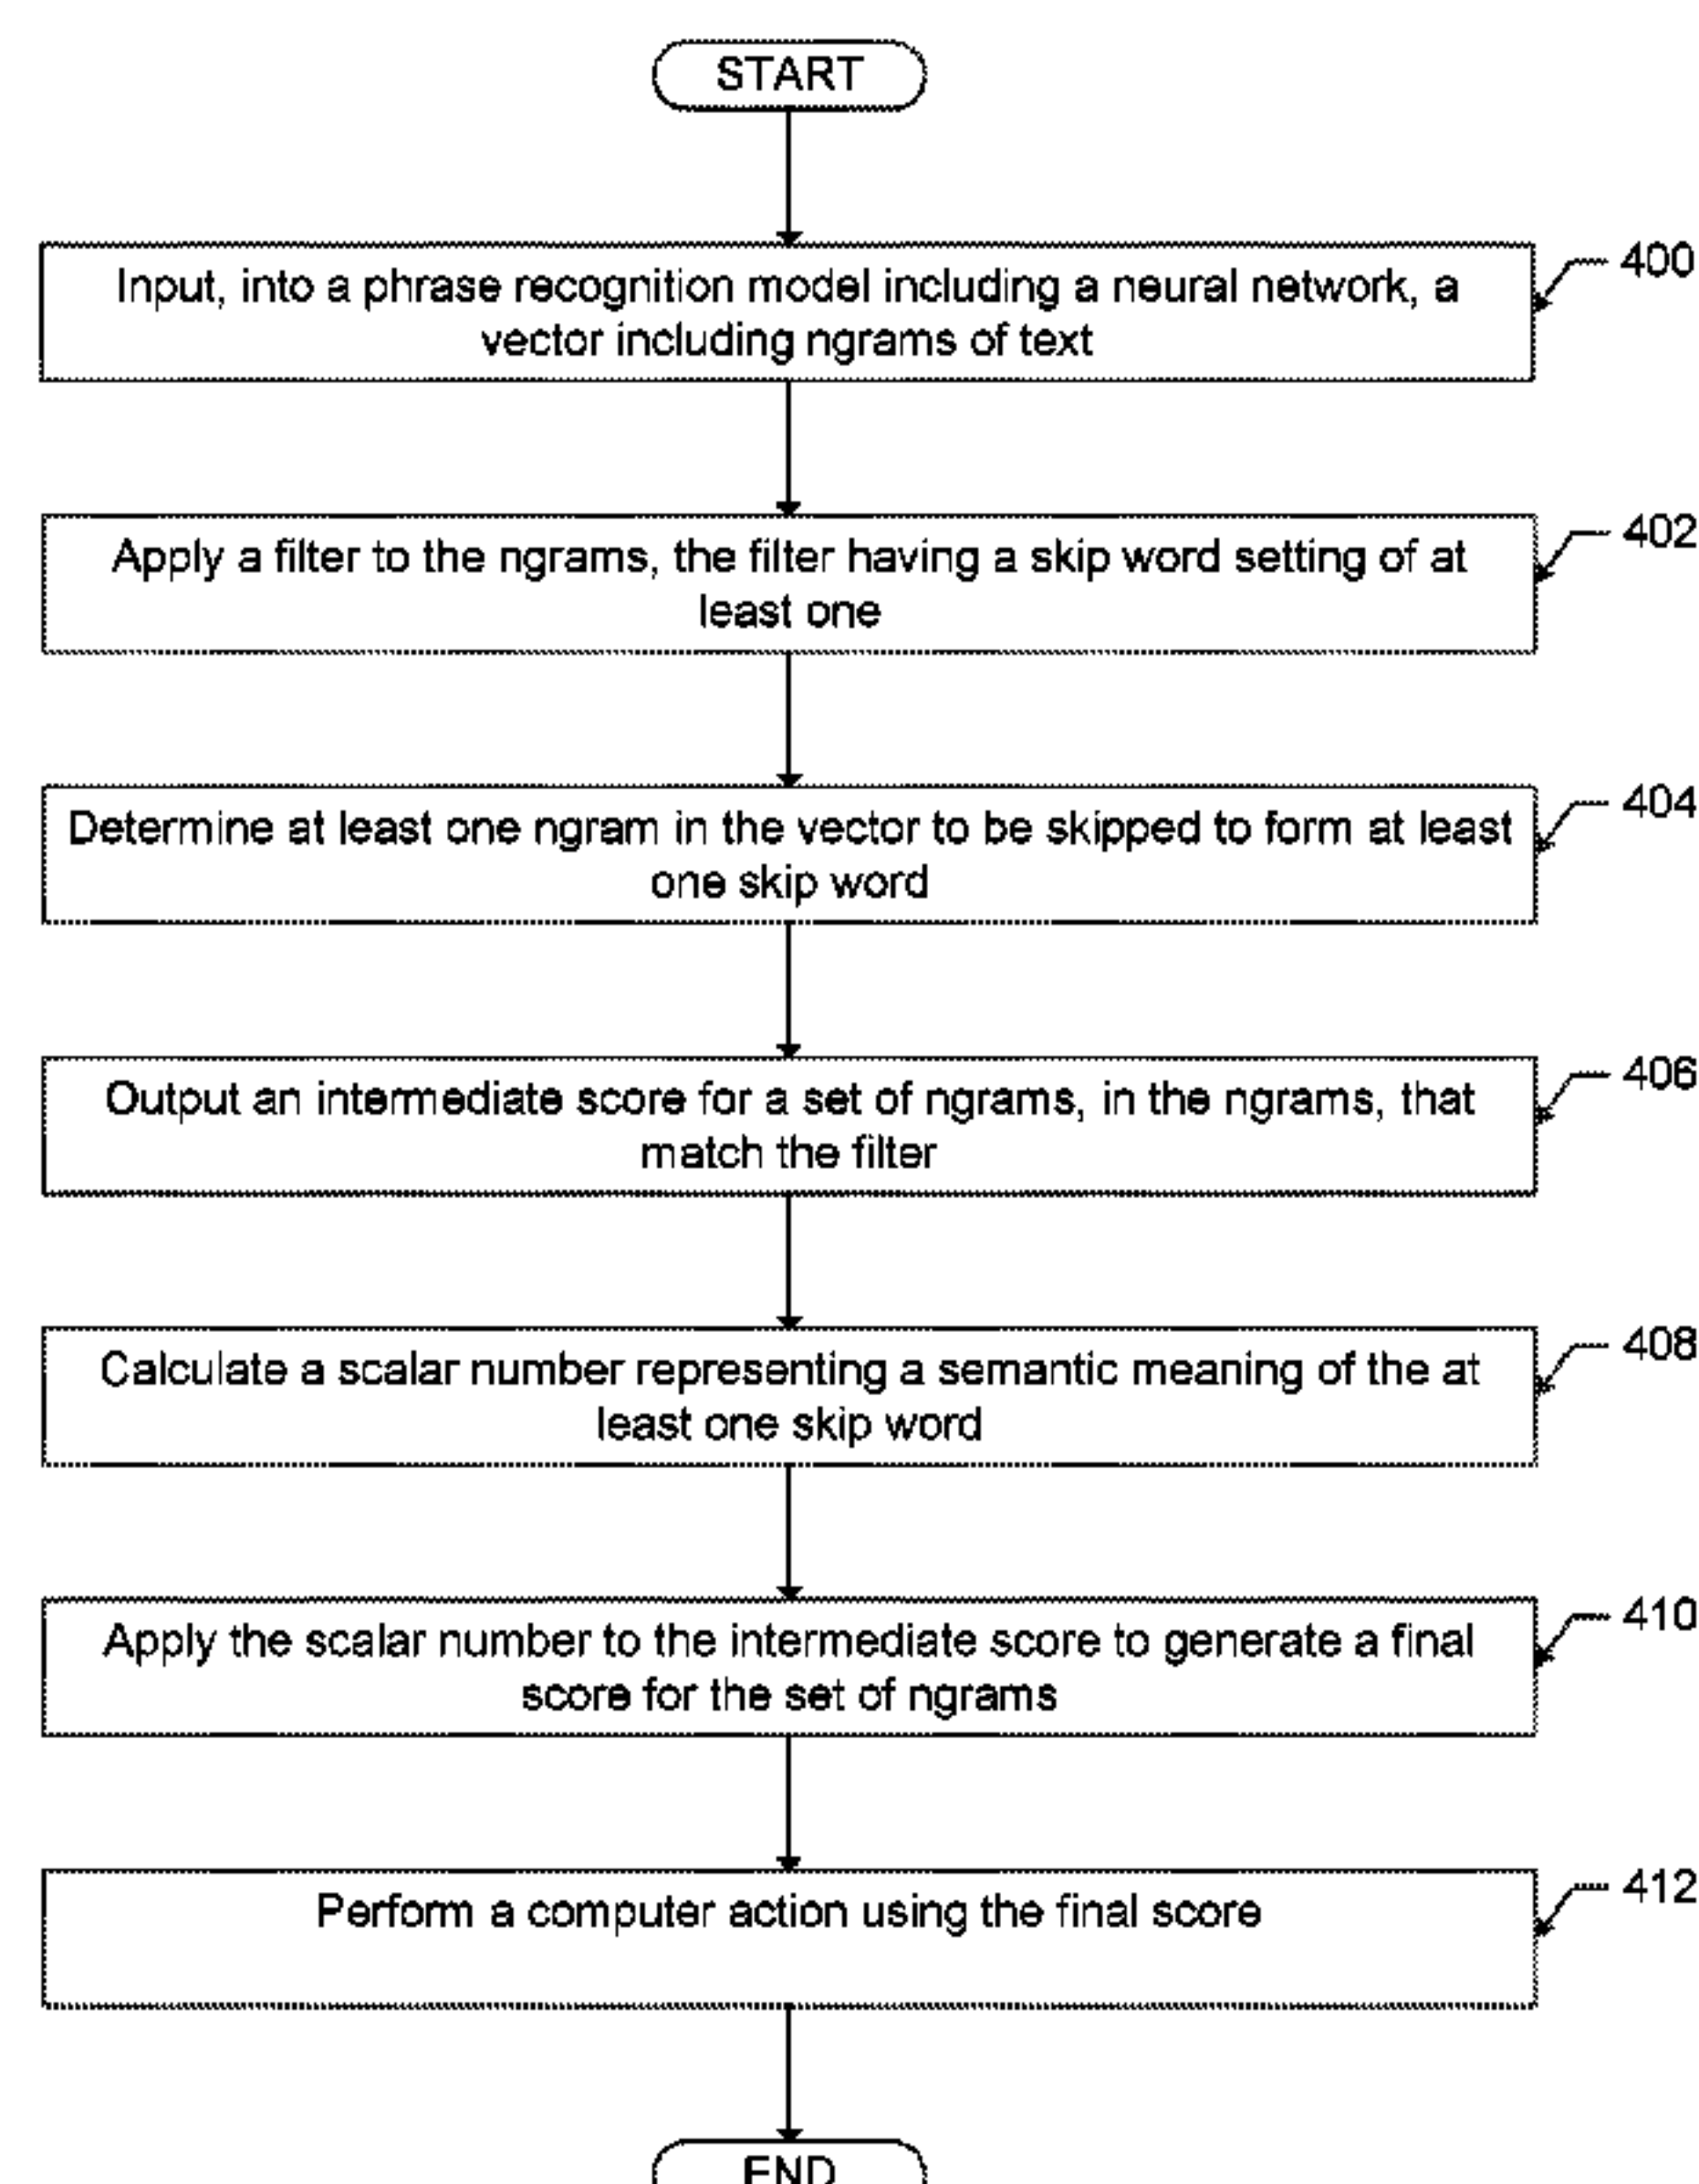 START
Input, into a phrase recognition model including a neural network, a
vector including ngrams of text
400
Apply a filter to the ngrams, the filter having a skip word setting of at
least one
402
Determine at least one ngram in the vector to be skipped to form at least
one skip word
404
Output an intermediate score for a set of ngrams, in the ngrams, that
match the filter
406
Calculate a scalar number representing a semantic meaning of the at
least one skip word
408
Apply the scalar number to the intermediate score to generate a final
score for the set of ngrams
410
Perform a computer action using the final score
412
END